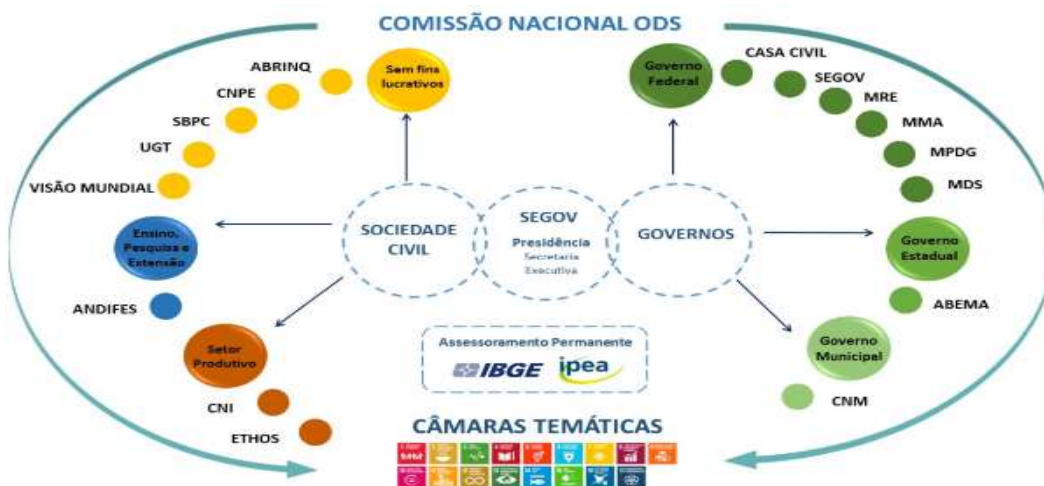 COMISSÃO NACIONAL ODS
Sem fins
lucrativos
ABRINQ
CNPE
SBPC
UGT
VISÃO MUNDIAL
Ensino,
Pesquisa e
Extensão
ANDIFES
Setor
Produtivo
CNI
ETHOS
SOCIEDADE
CIVIL
SEGOV
Presidência
Secretaria
Executiva
GOVERNOS
Governo
Federal
CASA CIVIL
SEGOV
MRE
MMA
MPDG
MDS
Governo
Estadual
ABEMA
Governo
Municipal
CNM
Assessoramento Permanente
IBGE
ipea
CÂMARAS TEMÁTICAS